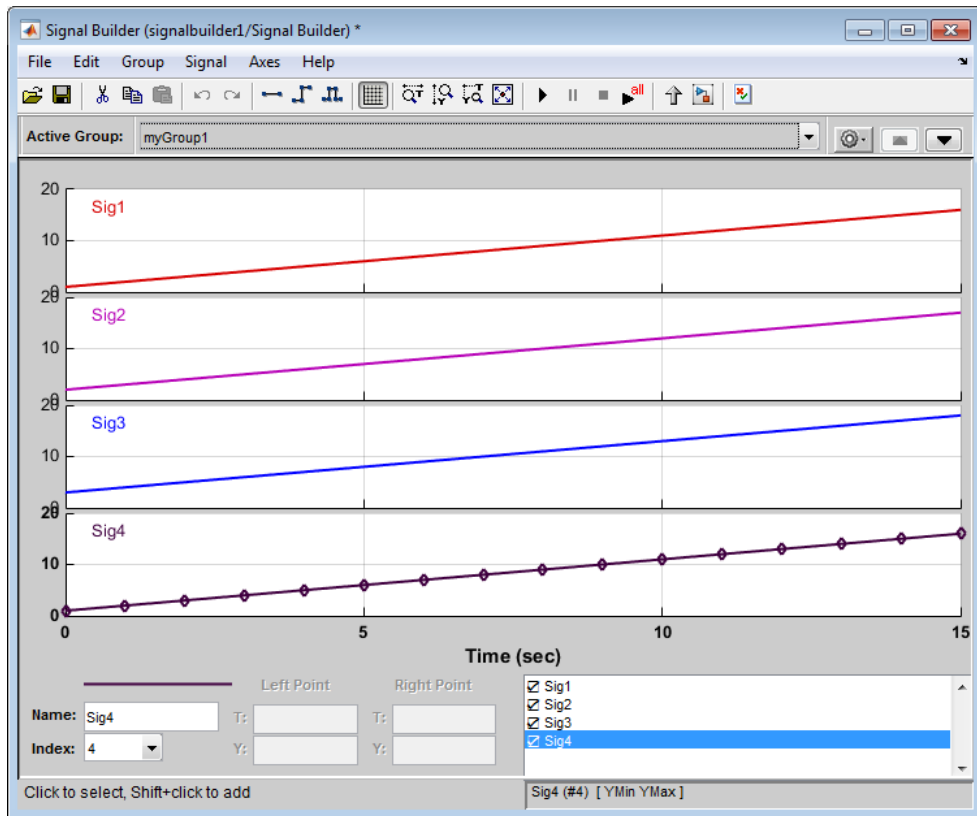 Signal Builder (signalbuilder1/Signal Builder) *
File Edit Group Signal Axes Help
all
Active Group: myGroup1
20
Sig1
10
0
20
Sig2
10
0
20
Sig3
10
0
20
Sig4
10
0
0 5 10 15
Time (sec)
Left Point Right Point
Name: Sig4 T: T:
Index: 4 Y: Y:
Sig1
Sig2
Sig3
Sig4
Click to select, Shift+click to add
Sig4 (#4) [ YMin YMax ]